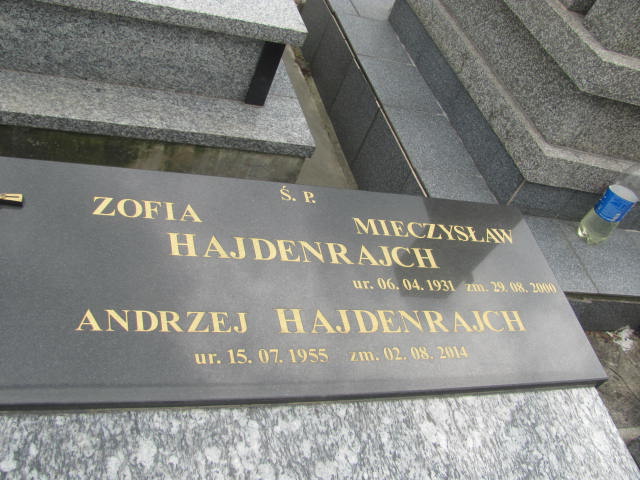 Ś. P.
ZOFIA MIECZYSŁAW
HAJDENRAJCH
ur. 06. 04. 1931 zm. 29. 08. 2000
ANDRZEJ HAJDENRAJCH
ur. 15. 07. 1955 zm. 02. 08. 2014